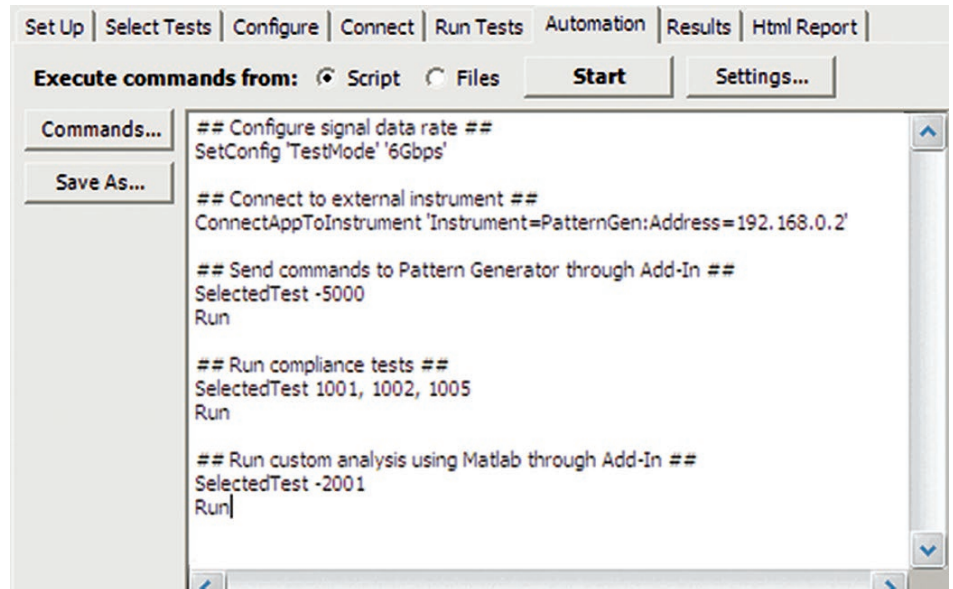 Set Up Select Tests Configure Connect Run Tests Automation Results Html Report
Execute commands from: Script Files Start Settings...
Commands...
Save As...
## Configure signal data rate ##
SetConfig 'TestMode' '6Gbps'
## Connect to external instrument ##
ConnectAppToInstrument 'Instrument=PatternGen:Address=192.168.0.2'
## Send commands to Pattern Generator through Add-In ##
SelectedTest -5000
Run
## Run compliance tests ##
SelectedTest 1001, 1002, 1005
Run
## Run custom analysis using Matlab through Add-In ##
SelectedTest -2001
Run